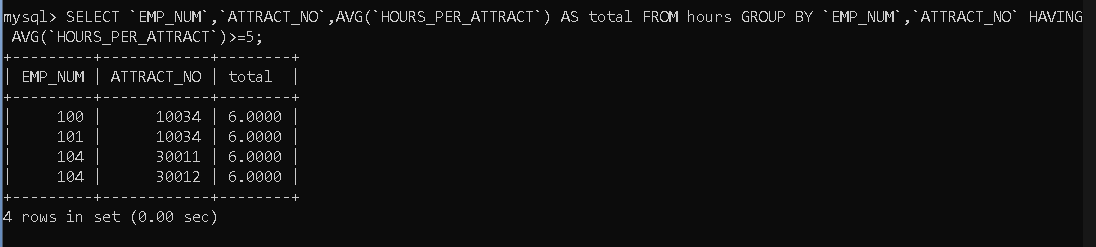 mysql> SELECT `EMP_NUM`,`ATTRACT_NO`,AVG(`HOURS_PER_ATTRACT`) AS total FROM hours GROUP BY `EMP_NUM`,`ATTRACT_NO` HAVING
 AVG(`HOURS_PER_ATTRACT`)>=5;
+---------+------------+--------+
| EMP_NUM | ATTRACT_NO | total  |
+---------+------------+--------+
|     100 |      10034 | 6.0000 |
|     101 |      10034 | 6.0000 |
|     104 |      30011 | 6.0000 |
|     104 |      30012 | 6.0000 |
+---------+------------+--------+
4 rows in set (0.00 sec)